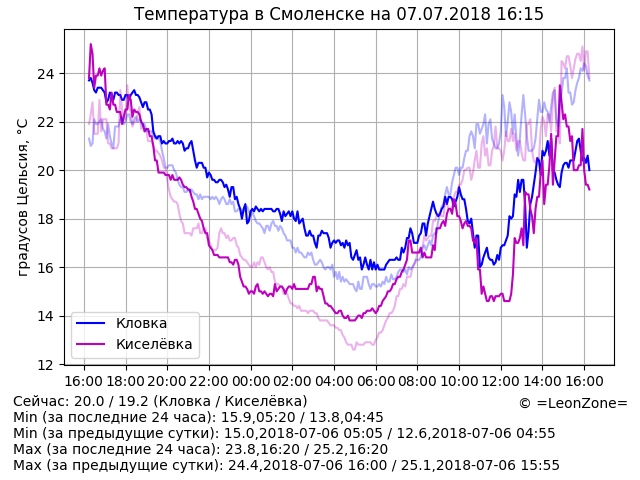 Температура в Смоленске на 07.07.2018 16:15
градусов Цельсия, °C
24
22
20
18
16
14
12
Кловка
Киселёвка
16:00 18:00 20:00 22:00 00:00 02:00 04:00 06:00 08:00 10:00 12:00 14:00 16:00
Сейчас: 20.0 / 19.2 (Кловка / Киселёвка)
© =LeonZone=
Min (за последние 24 часа): 15.9,05:20 / 13.8,04:45
Min (за предыдущие сутки): 15.0,2018-07-06 05:05 / 12.6,2018-07-06 04:55
Max (за последние 24 часа): 23.8,16:20 / 25.2,16:20
Max (за предыдущие сутки): 24.4,2018-07-06 16:00 / 25.1,2018-07-06 15:55